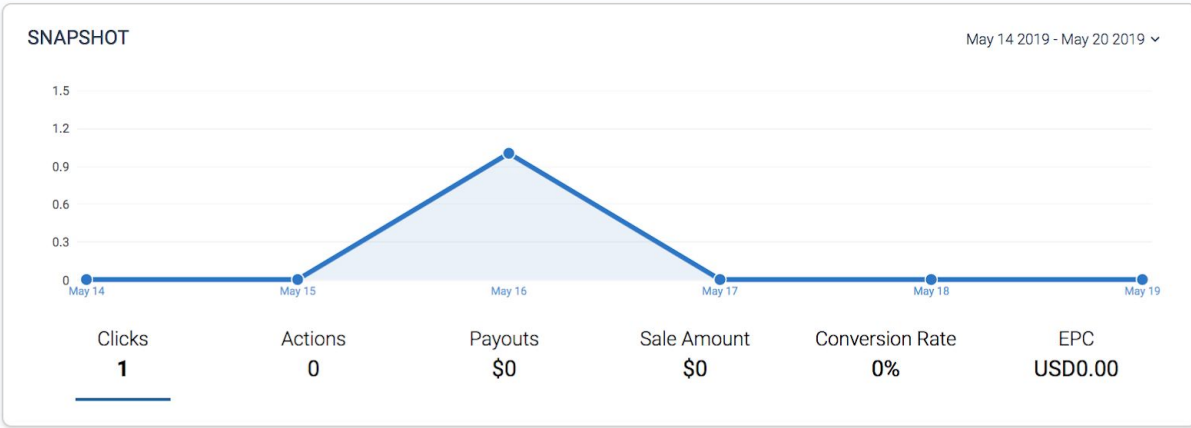 SNAPSHOT
May 14 2019 - May 20 2019
1.5
1.2
0.9
0.6
0.3
0
May 14 May 15 May 16 May 17 May 18 May 19
Clicks Actions Payouts Sale Amount Conversion Rate EPC
1 0 $0 $0 0% USD0.00